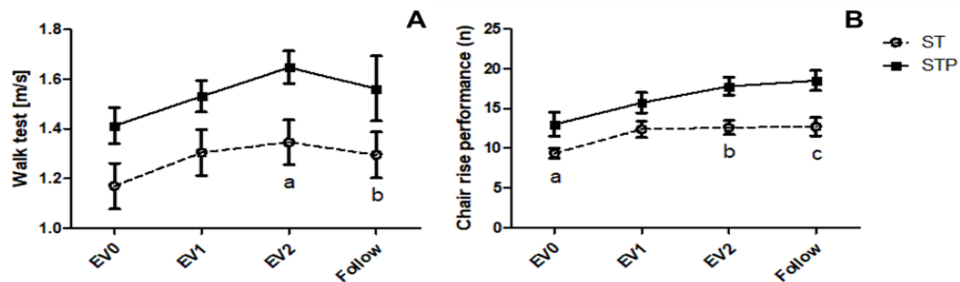 A
Walk test [m/s]
1.8
1.6
1.4
1.2
1.0
a
b
EV0
EV1
EV2
Follow
B
Chair rise performance (n)
25
20
15
10
5
0
a
b
c
EV0
EV1
EV2
Follow
ST
STP